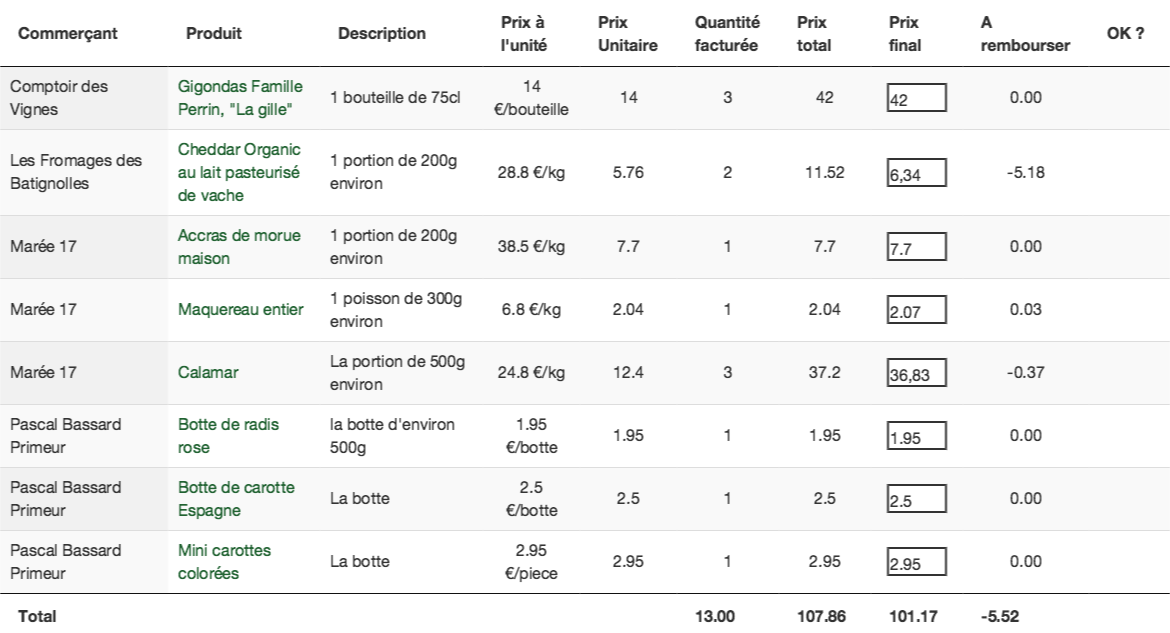 Commerçant Produit Description Prix à l'unité Prix Unitaire Quantité facturée Prix total Prix final A rembourser OK ?
Comptoir des Vignes Gigondas Famille Perrin, "La gille" 1 bouteille de 75cl 14 €/bouteille 14 3 42 42 0.00
Les Fromages des Batignolles Cheddar Organic au lait pasteurisé de vache 1 portion de 200g environ 28.8 €/kg 5.76 2 11.52 6,34 -5.18
Marée 17 Accras de morue maison 1 portion de 200g environ 38.5 €/kg 7.7 1 7.7 7.7 0.00
Marée 17 Maquereau entier 1 poisson de 300g environ 6.8 €/kg 2.04 1 2.04 2.07 0.03
Marée 17 Calamar La portion de 500g environ 24.8 €/kg 12.4 3 37.2 36,83 -0.37
Pascal Bassard Primeur Botte de radis rose la botte d'environ 500g 1.95 €/botte 1.95 1 1.95 1.95 0.00
Pascal Bassard Primeur Botte de carotte Espagne La botte 2.5 €/botte 2.5 1 2.5 2.5 0.00
Pascal Bassard Primeur Mini carottes colorées La botte 2.95 €/piece 2.95 1 2.95 2.95 0.00
Total 13.00 107.86 101.17 -5.52